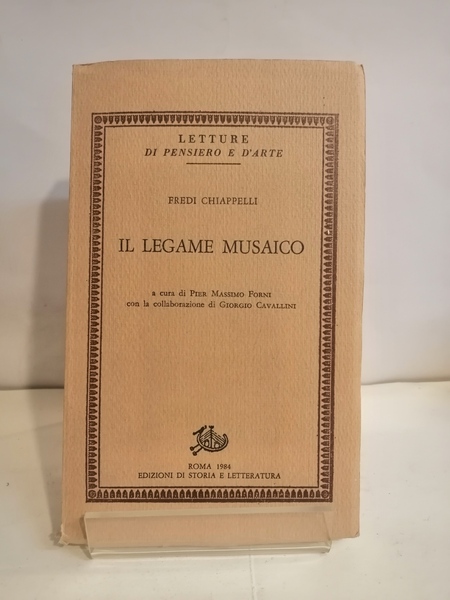 LETTURE
DI PENSIERO E D'ARTE
FREDI CHIAPPELLI
IL LEGAME MUSAICO
a cura di PIER MASSIMO FORNI
con la collaborazione di GIORGIO CAVALLINI
ROMA 1984
EDIZIONI DI STORIA E LETTERATURA